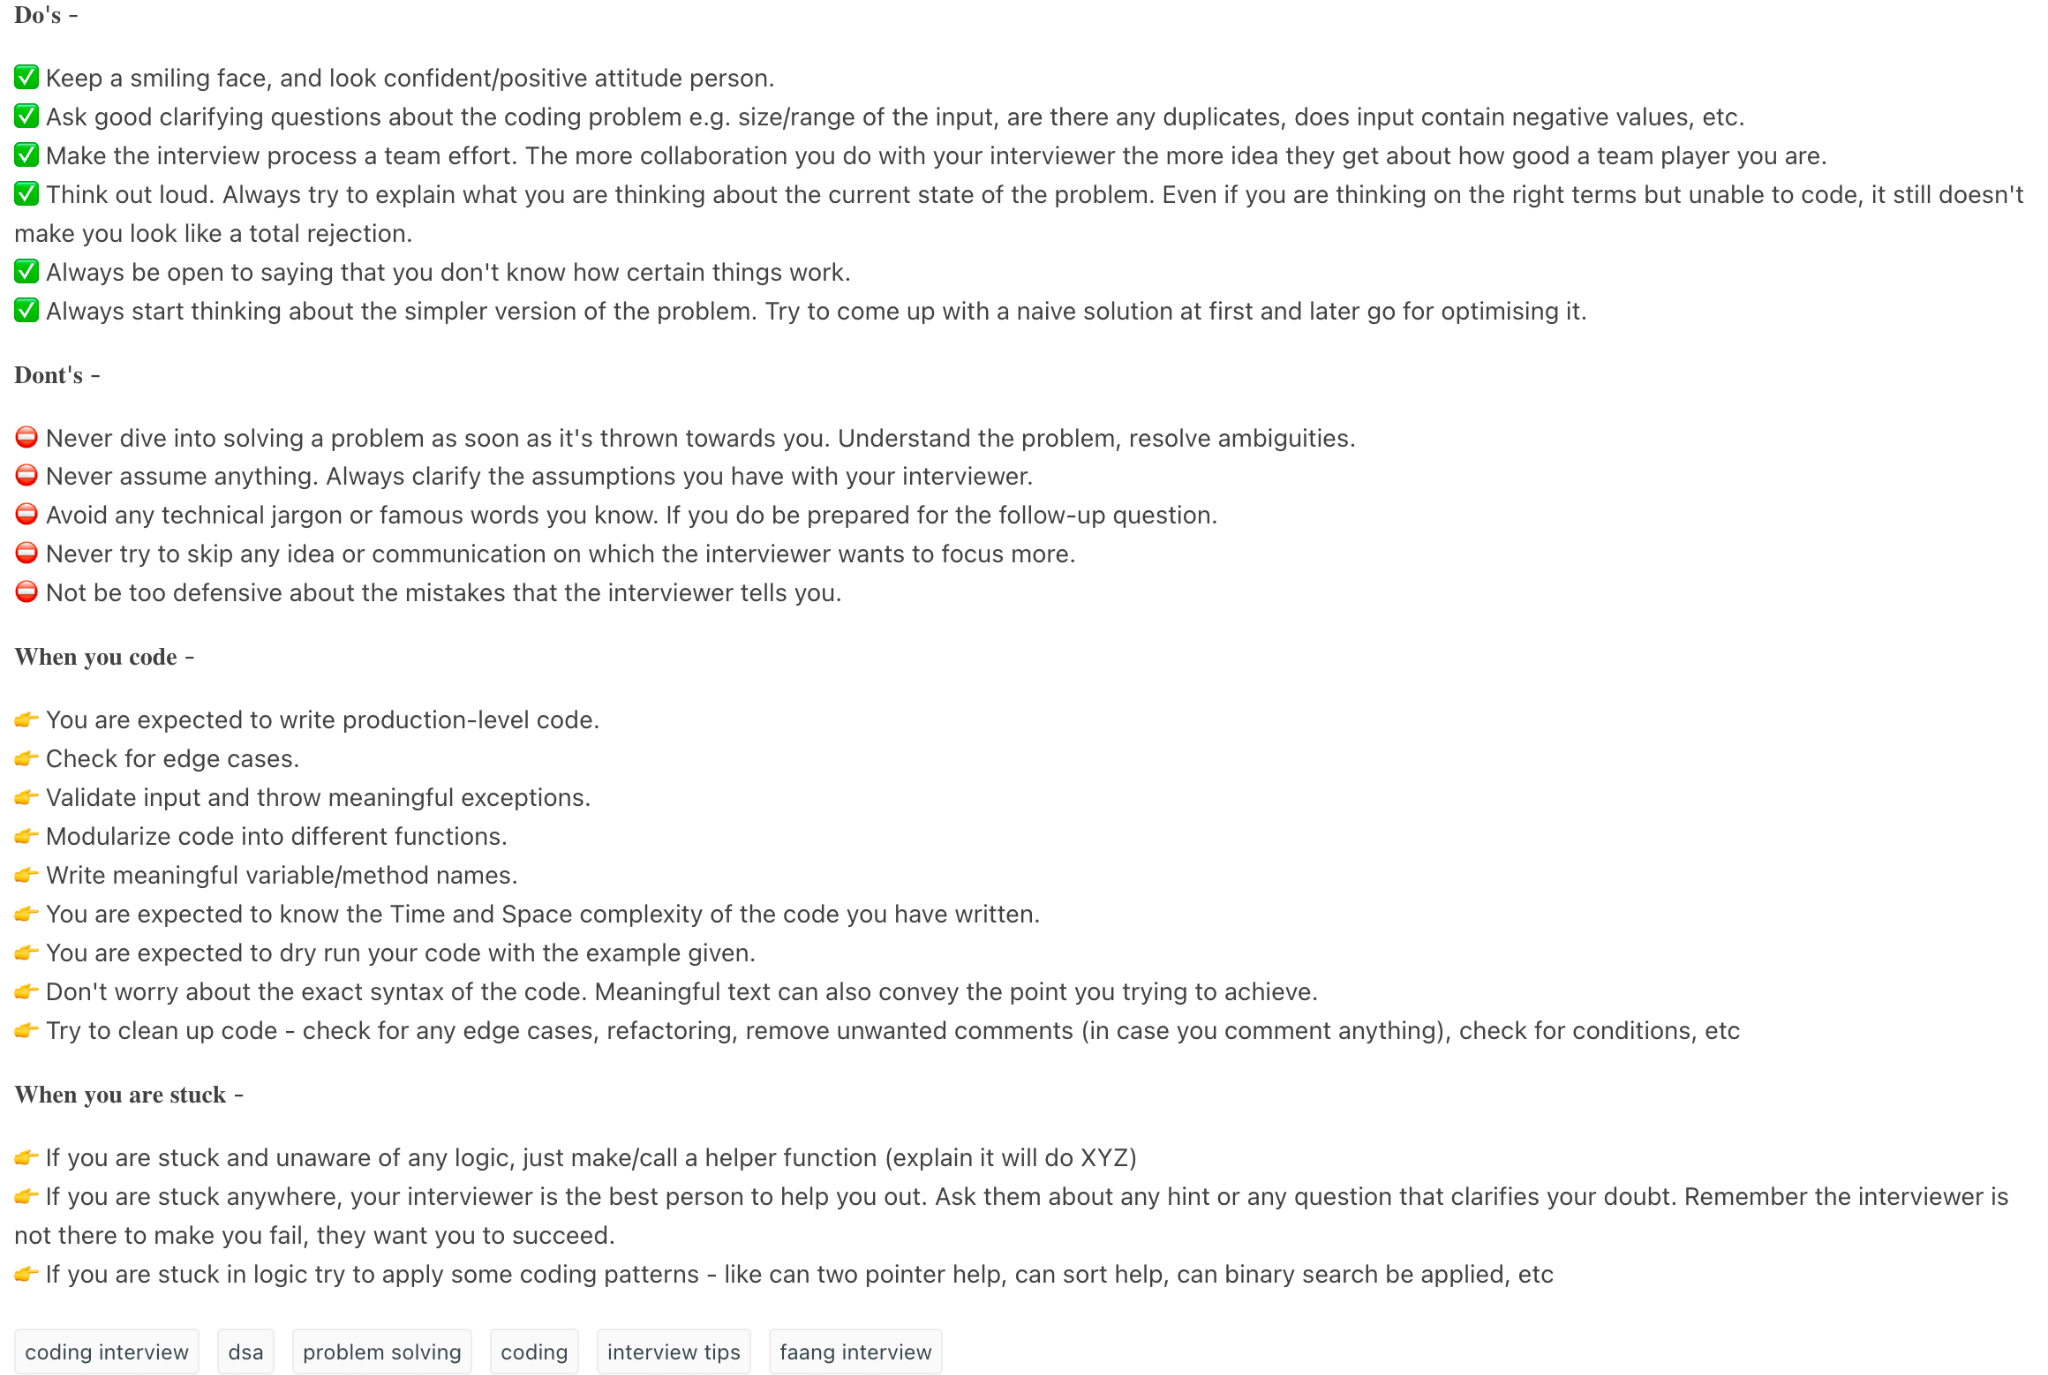 Do's -
✅ Keep a smiling face, and look confident/positive attitude person.
✅ Ask good clarifying questions about the coding problem e.g. size/range of the input, are there any duplicates, does input contain negative values, etc.
✅ Make the interview process a team effort. The more collaboration you do with your interviewer the more idea they get about how good a team player you are.
✅ Think out loud. Always try to explain what you are thinking about the current state of the problem. Even if you are thinking on the right terms but unable to code, it still doesn't
make you look like a total rejection.
✅ Always be open to saying that you don't know how certain things work.
✅ Always start thinking about the simpler version of the problem. Try to come up with a naive solution at first and later go for optimising it.
Dont's -
⛔ Never dive into solving a problem as soon as it's thrown towards you. Understand the problem, resolve ambiguities.
⛔ Never assume anything. Always clarify the assumptions you have with your interviewer.
⛔ Avoid any technical jargon or famous words you know. If you do be prepared for the follow-up question.
⛔ Never try to skip any idea or communication on which the interviewer wants to focus more.
⛔ Not be too defensive about the mistakes that the interviewer tells you.
When you code -
👉 You are expected to write production-level code.
👉 Check for edge cases.
👉 Validate input and throw meaningful exceptions.
👉 Modularize code into different functions.
👉 Write meaningful variable/method names.
👉 You are expected to know the Time and Space complexity of the code you have written.
👉 You are expected to dry run your code with the example given.
👉 Don't worry about the exact syntax of the code. Meaningful text can also convey the point you trying to achieve.
👉 Try to clean up code - check for any edge cases, refactoring, remove unwanted comments (in case you comment anything), check for conditions, etc
When you are stuck -
👉 If you are stuck and unaware of any logic, just make/call a helper function (explain it will do XYZ)
👉 If you are stuck anywhere, your interviewer is the best person to help you out. Ask them about any hint or any question that clarifies your doubt. Remember the interviewer is
not there to make you fail, they want you to succeed.
👉 If you are stuck in logic try to apply some coding patterns - like can two pointer help, can sort help, can binary search be applied, etc
coding interview dsa problem solving coding interview tips faang interview